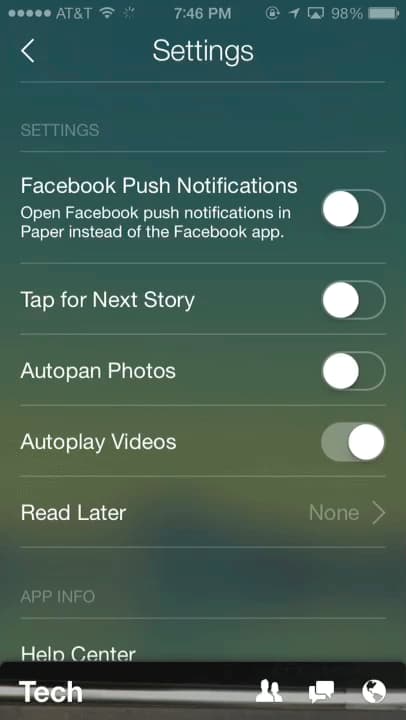 AT&T 7:46 PM 98%
Settings
SETTINGS
Facebook Push Notifications
Open Facebook push notifications in
Paper instead of the Facebook app.
Tap for Next Story
Autopan Photos
Autoplay Videos
Read Later None
APP INFO
Help Center
Tech